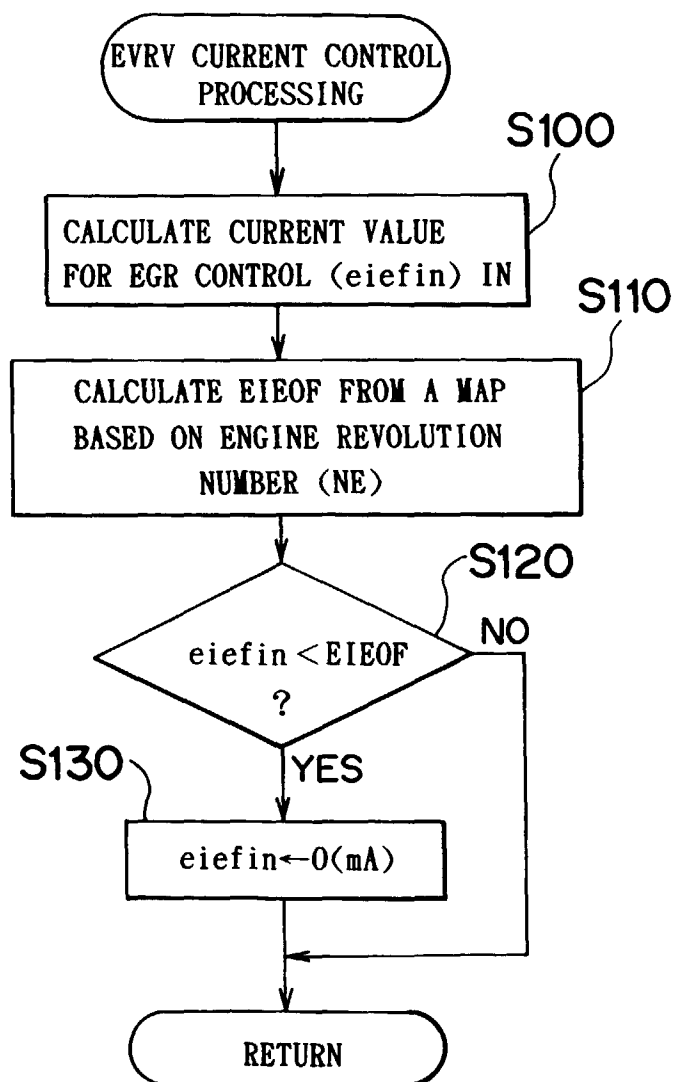 EVRV CURRENT CONTROL
PROCESSING
S100
CALCULATE CURRENT VALUE
FOR EGR CONTROL (eiefin) IN
S110
CALCULATE EIEOF FROM A MAP
BASED ON ENGINE REVOLUTION
NUMBER (NE)
S120
eiefin<EIEOF
?
NO
YES
S130
eiefin←0(mA)
RETURN